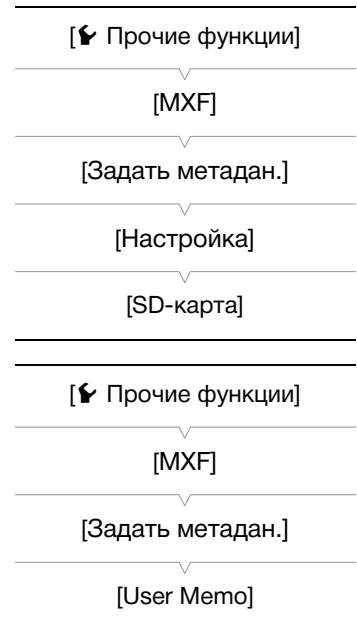 [Прочие функции]
[MXF]
[Задать метадан.]
[Настройка]
[SD-карта]
[Прочие функции]
[MXF]
[Задать метадан.]
[User Memo]